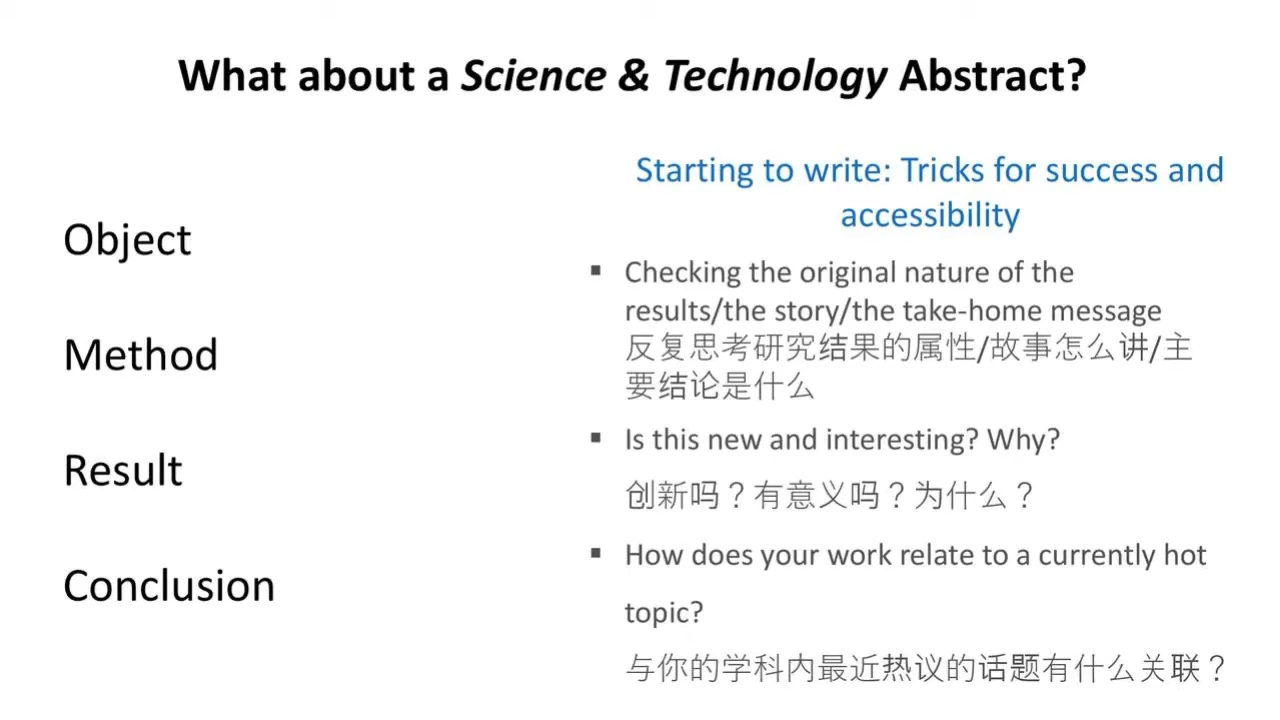 What about a Science & Technology Abstract?
Object
Method
Result
Conclusion
Starting to write: Tricks for success and
accessibility
▪ Checking the original nature of the
results/the story/the take-home message
反复思考研究结果的属性/故事怎么讲/主
要结论是什么
▪ Is this new and interesting? Why?
创新吗？有意义吗？为什么？
▪ How does your work relate to a currently hot
topic?
与你的学科内最近热议的话题有什么关联？